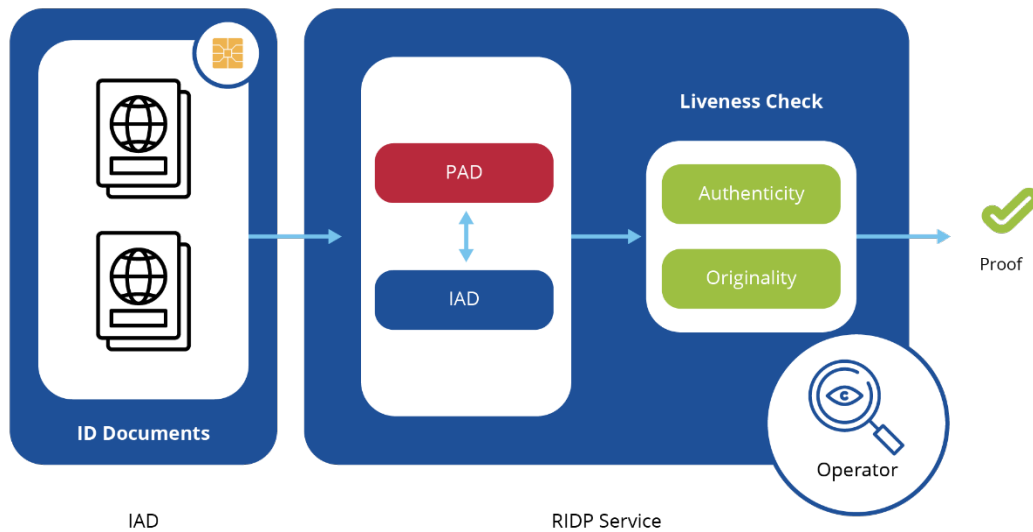 ID Documents
PAD
IAD
Liveness Check
Authenticity
Originality
Proof
Operator
IAD
RIDP Service